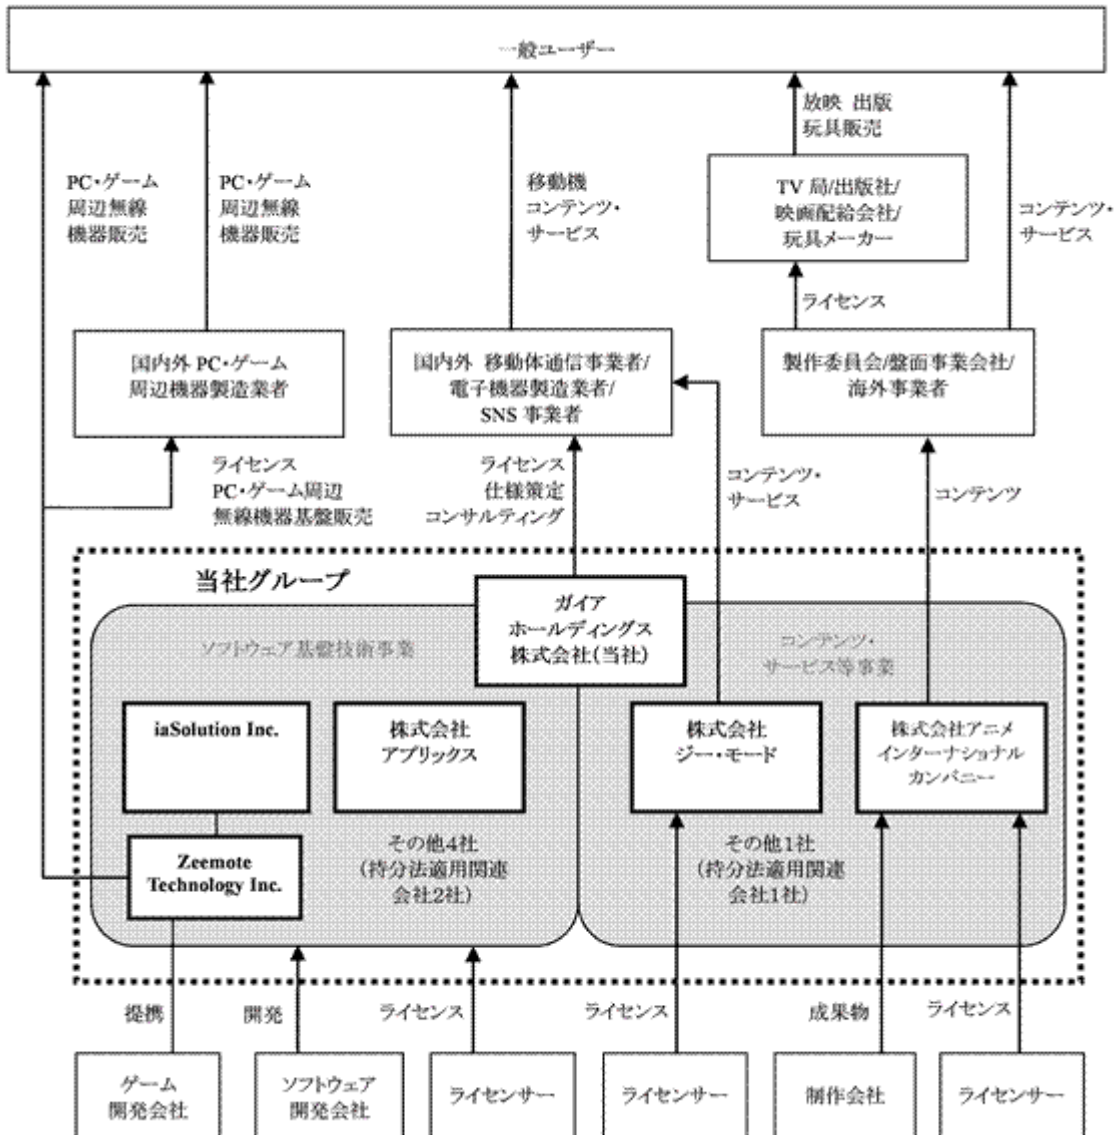 一般ユーザー
放映 出版
玩具販売
PC・ゲーム
周辺無線
機器販売
PC・ゲーム
周辺無線
機器販売
移動機
コンテンツ・
サービス
TV 局/出版社/
映画配給会社/
玩具メーカー
コンテンツ・
サービス
ライセンス
国内外 PC・ゲーム
周辺機器製造業者
国内外 移動体通信事業者/
電子機器製造業者/
SNS 事業者
製作委員会/盤面事業会社/
海外事業者
ライセンス
PC・ゲーム周辺
無線機器基盤販売
ライセンス
仕様策定
コンサルティング
コンテンツ・
サービス
コンテンツ
当社グループ
ガイア
ホールディングス
株式会社(当社)
ソフトウェア基盤技術事業
コンテンツ・
サービス等事業
iaSolution Inc.
株式会社
アプリックス
株式会社
ジー・モード
株式会社アニメ
インターナショナル
カンパニー
Zeemote
Technology Inc.
その他4社
(持分法適用関連
会社2社)
その他1社
(持分法適用関連
会社1社)
提携
開発
ライセンス
ライセンス
成果物
ライセンス
ゲーム
開発会社
ソフトウェア
開発会社
ライセンサー
ライセンサー
制作会社
ライセンサー